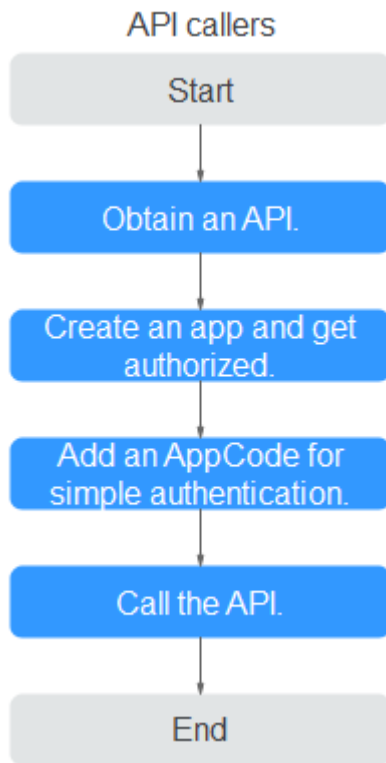 API callers
Start
Obtain an API.
Create an app and get
authorized.
Add an AppCode for
simple authentication.
Call the API.
End